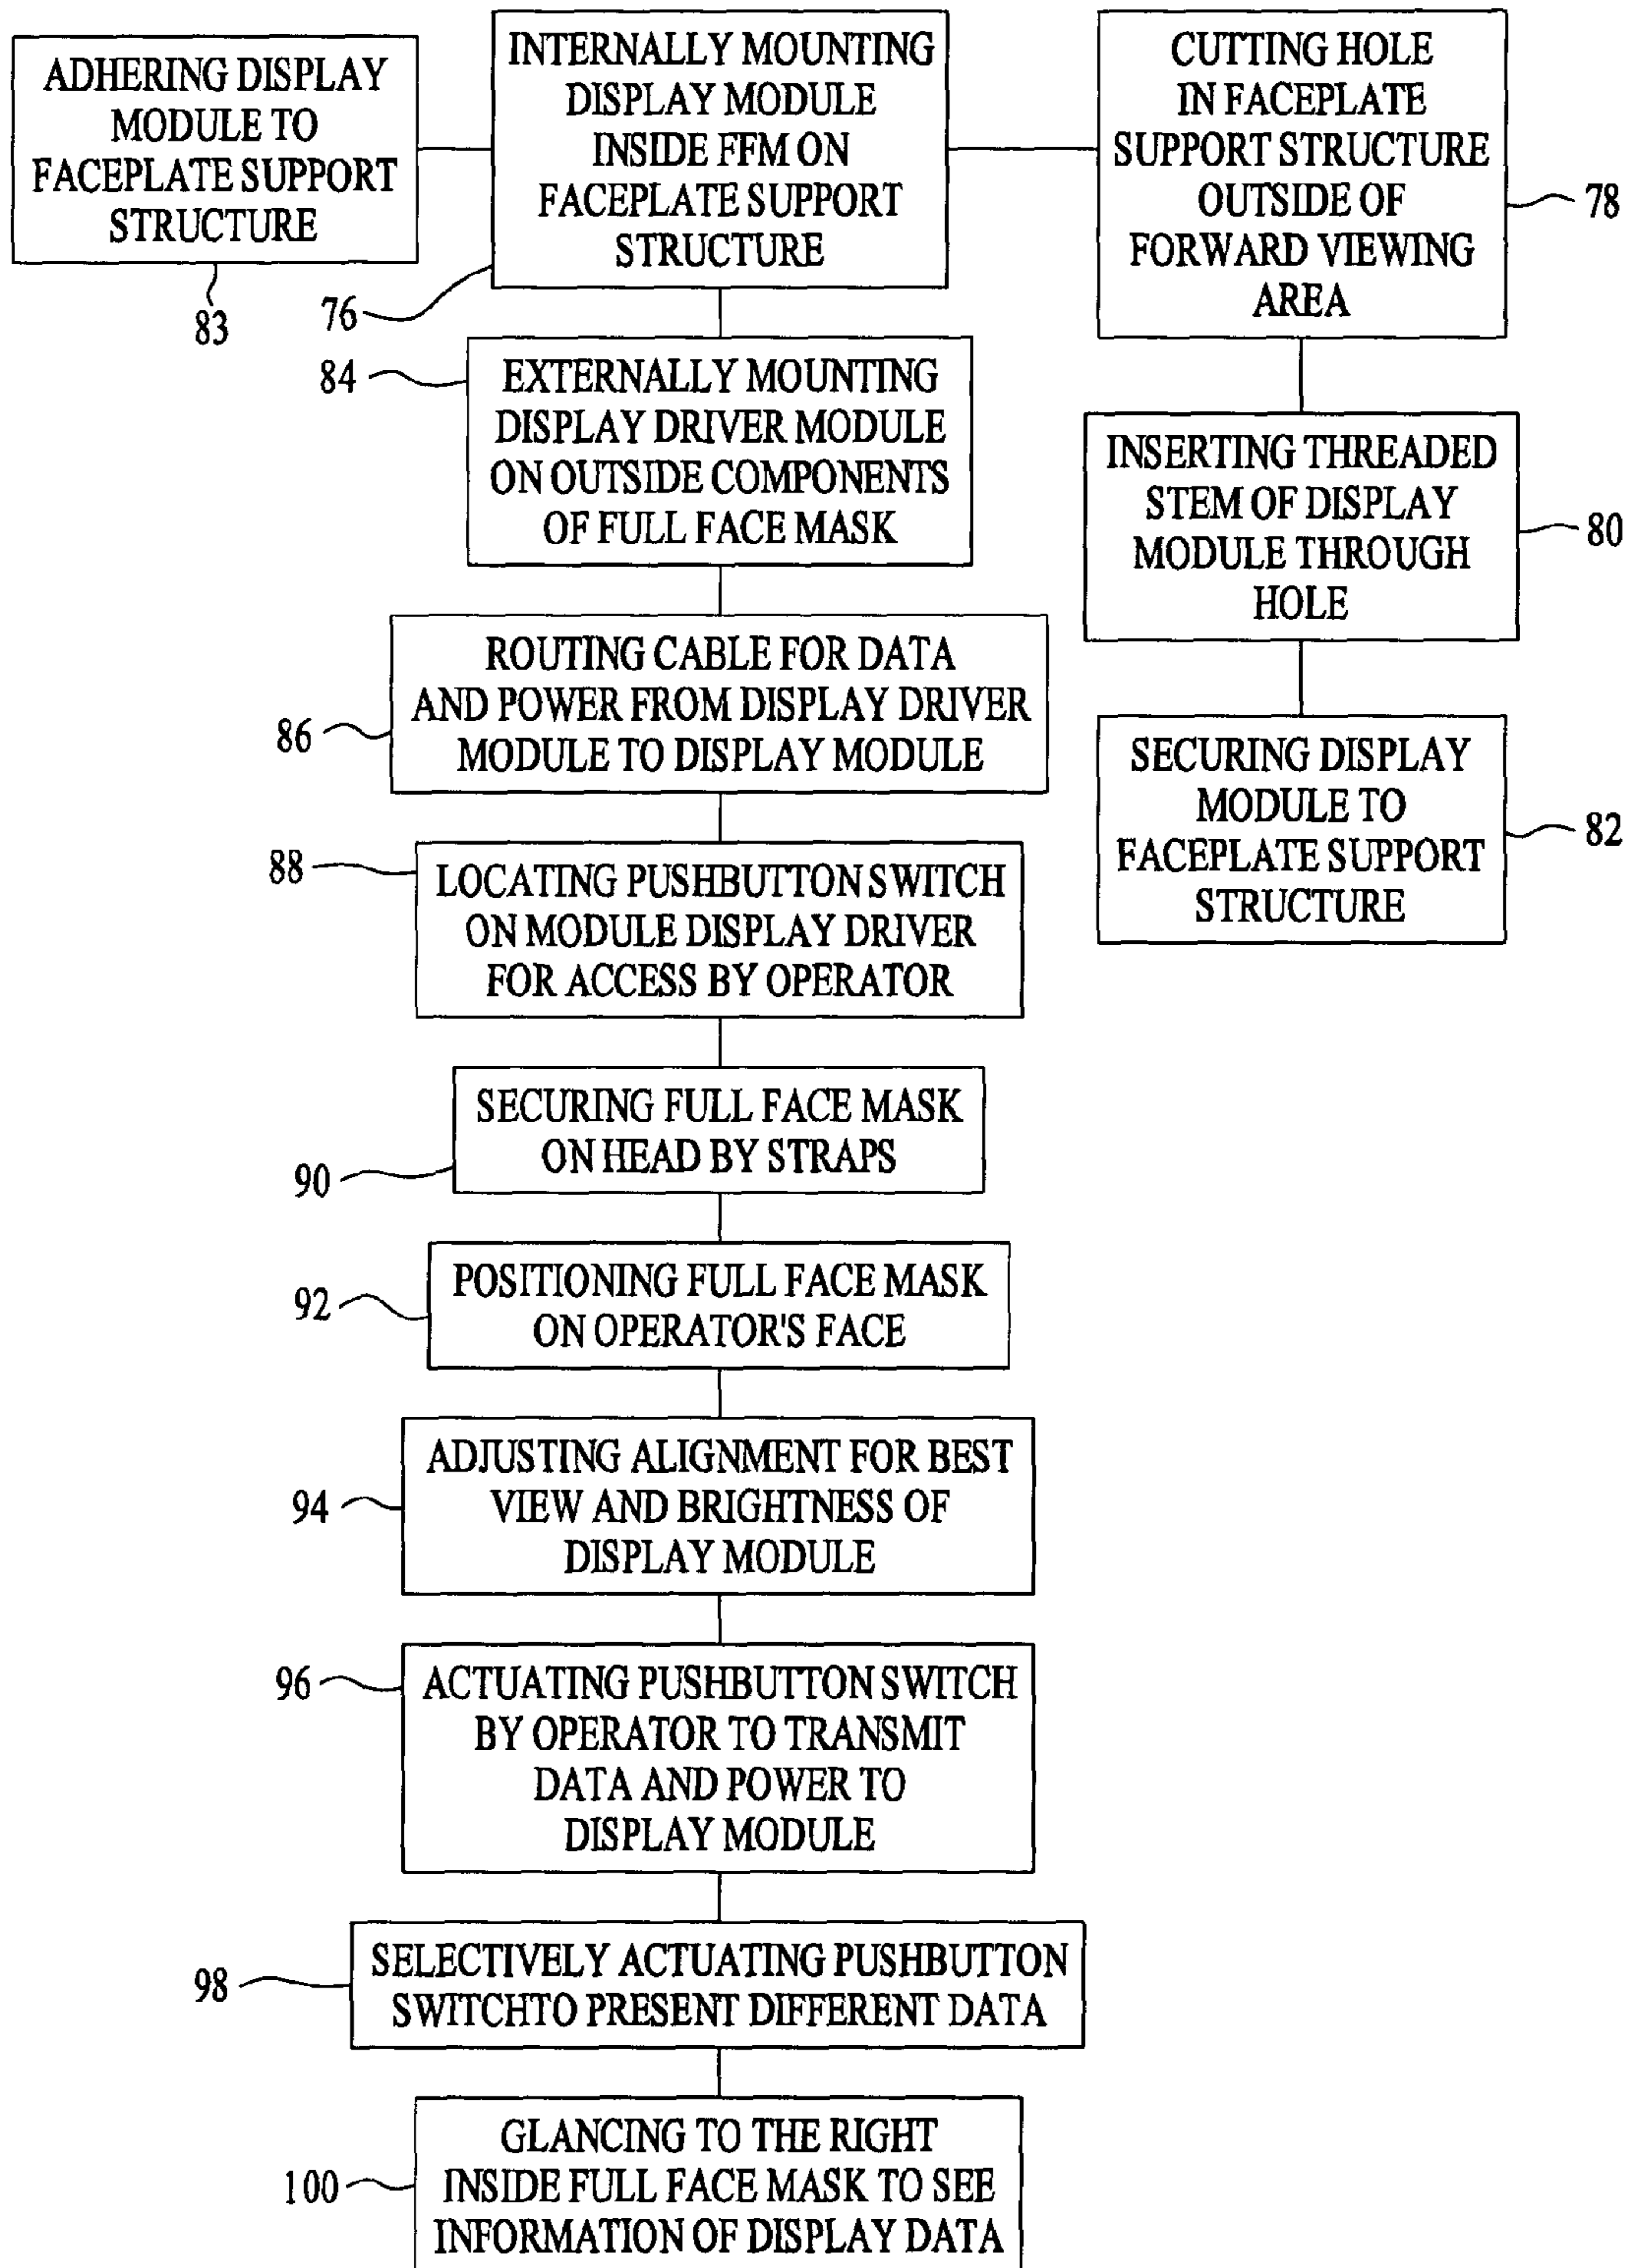 ADHERING DISPLAY
MODULE TO
FACEPLATE SUPPORT
STRUCTURE
83
INTERNALLY MOUNTING
DISPLAY MODULE
INSIDE FFM ON
FACEPLATE SUPPORT
STRUCTURE
76
CUTTING HOLE
IN FACEPLATE
SUPPORT STRUCTURE
OUTSIDE OF
FORWARD VIEWING
AREA
78
INSERTING THREADED
STEM OF DISPLAY
MODULE THROUGH
HOLE
80
SECURING DISPLAY
MODULE TO
FACEPLATE SUPPORT
STRUCTURE
82
84
EXTERNALLY MOUNTING
DISPLAY DRIVER MODULE
ON OUTSIDE COMPONENTS
OF FULL FACE MASK
86
ROUTING CABLE FOR DATA
AND POWER FROM DISPLAY DRIVER
MODULE TO DISPLAY MODULE
88
LOCATING PUSHBUTTON SWITCH
ON MODULE DISPLAY DRIVER
FOR ACCESS BY OPERATOR
90
SECURING FULL FACE MASK
ON HEAD BY STRAPS
92
POSITIONING FULL FACE MASK
ON OPERATOR'S FACE
94
ADJUSTING ALIGNMENT FOR BEST
VIEW AND BRIGHTNESS OF
DISPLAY MODULE
96
ACTUATING PUSHBUTTON SWITCH
BY OPERATOR TO TRANSMIT
DATA AND POWER TO
DISPLAY MODULE
98
SELECTIVELY ACTUATING PUSHBUTTON
SWITCHTO PRESENT DIFFERENT DATA
100
GLANCING TO THE RIGHT
INSIDE FULL FACE MASK TO SEE
INFORMATION OF DISPLAY DATA